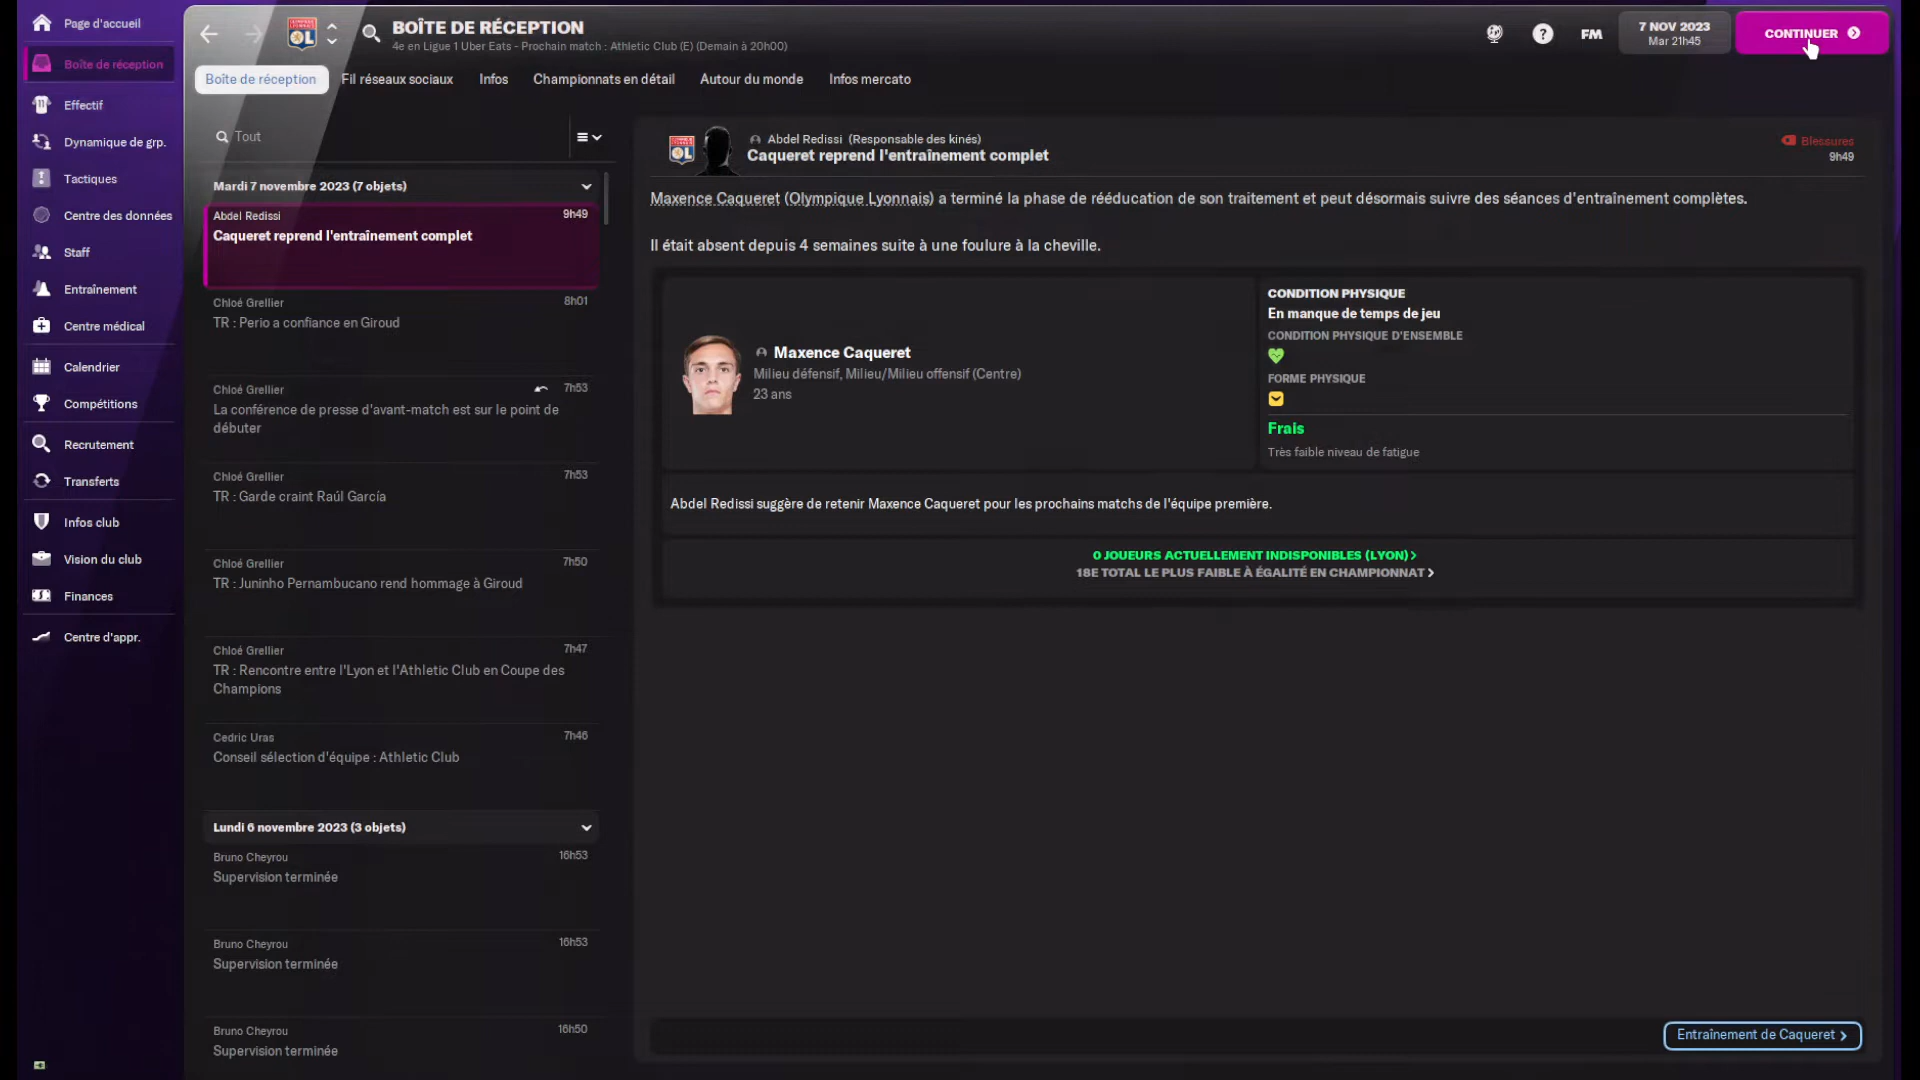 Page d'accueil
Boîte de réception
Effectif
Dynamique de grp.
Tactiques
Centre des données
Staff
Entraînement
Centre médical
Calendrier
Compétitions
Recrutement
Transferts
Infos club
Vision du club
Finances
Centre d'appr.
OL
BOÎTE DE RÉCEPTION
4e en Ligue 1 Uber Eats - Prochain match : Athletic Club (E) (Demain à 20h00)
FM
7 NOV 2023
Mar 21h45
CONTINUER
Boîte de réception Fil réseaux sociaux Infos Championnats en détail Autour du monde Infos mercato
Tout
Mardi 7 novembre 2023 (7 objets)
Abdel Redissi 9h49
Caqueret reprend l'entraînement complet
Chloé Grellier 8h01
TR : Perio a confiance en Giroud
Chloé Grellier 7h53
La conférence de presse d'avant-match est sur le point de
débuter
Chloé Grellier 7h53
TR : Garde craint Raúl García
Chloé Grellier 7h50
TR : Juninho Pernambucano rend hommage à Giroud
Chloé Grellier 7h47
TR : Rencontre entre l'Lyon et l'Athletic Club en Coupe des
Champions
Cedric Uras 7h46
Conseil sélection d'équipe : Athletic Club
Lundi 6 novembre 2023 (3 objets)
Bruno Cheyrou 16h53
Supervision terminée
Bruno Cheyrou 16h53
Supervision terminée
Bruno Cheyrou 16h50
Supervision terminée
OL
Abdel Redissi (Responsable des kinés)
Caqueret reprend l'entraînement complet
Blessures
9h49
Maxence Caqueret (Olympique Lyonnais) a terminé la phase de rééducation de son traitement et peut désormais suivre des séances d'entraînement complètes.
Il était absent depuis 4 semaines suite à une foulure à la cheville.
Maxence Caqueret
Milieu défensif, Milieu/Milieu offensif (Centre)
23 ans
CONDITION PHYSIQUE
En manque de temps de jeu
CONDITION PHYSIQUE D'ENSEMBLE
FORME PHYSIQUE
Frais
Très faible niveau de fatigue
Abdel Redissi suggère de retenir Maxence Caqueret pour les prochains matchs de l'équipe première.
0 JOUEURS ACTUELLEMENT INDISPONIBLES (LYON)
18E TOTAL LE PLUS FAIBLE À ÉGALITÉ EN CHAMPIONNAT
Entraînement de Caqueret